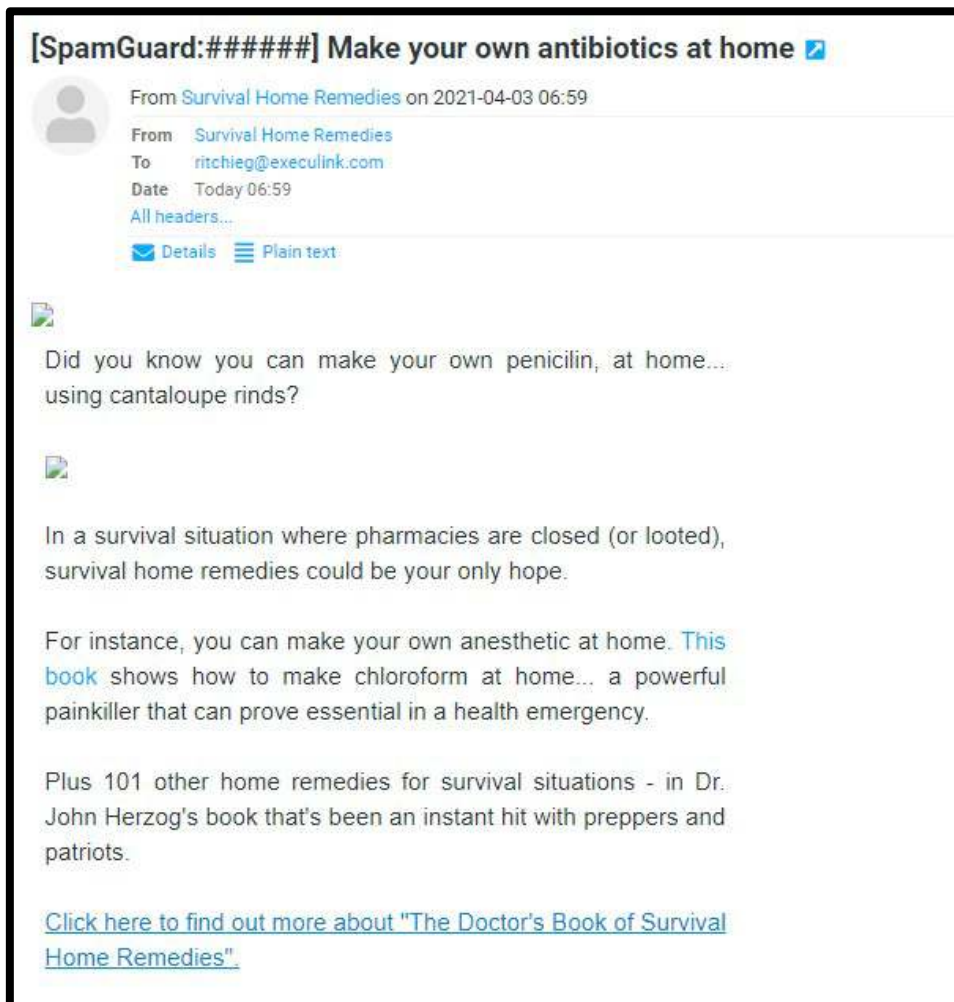 [SpamGuard:######] Make your own antibiotics at home
From Survival Home Remedies on 2021-04-03 06:59
From Survival Home Remedies
To ritchieg@execulink.com
Date Today 06:59
All headers...
Details Plain text
Did you know you can make your own penicilin, at home...
using cantaloupe rinds?
In a survival situation where pharmacies are closed (or looted),
survival home remedies could be your only hope.
For instance, you can make your own anesthetic at home. This
book shows how to make chloroform at home... a powerful
painkiller that can prove essential in a health emergency.
Plus 101 other home remedies for survival situations - in Dr.
John Herzog's book that's been an instant hit with preppers and
patriots.
Click here to find out more about "The Doctor's Book of Survival
Home Remedies".